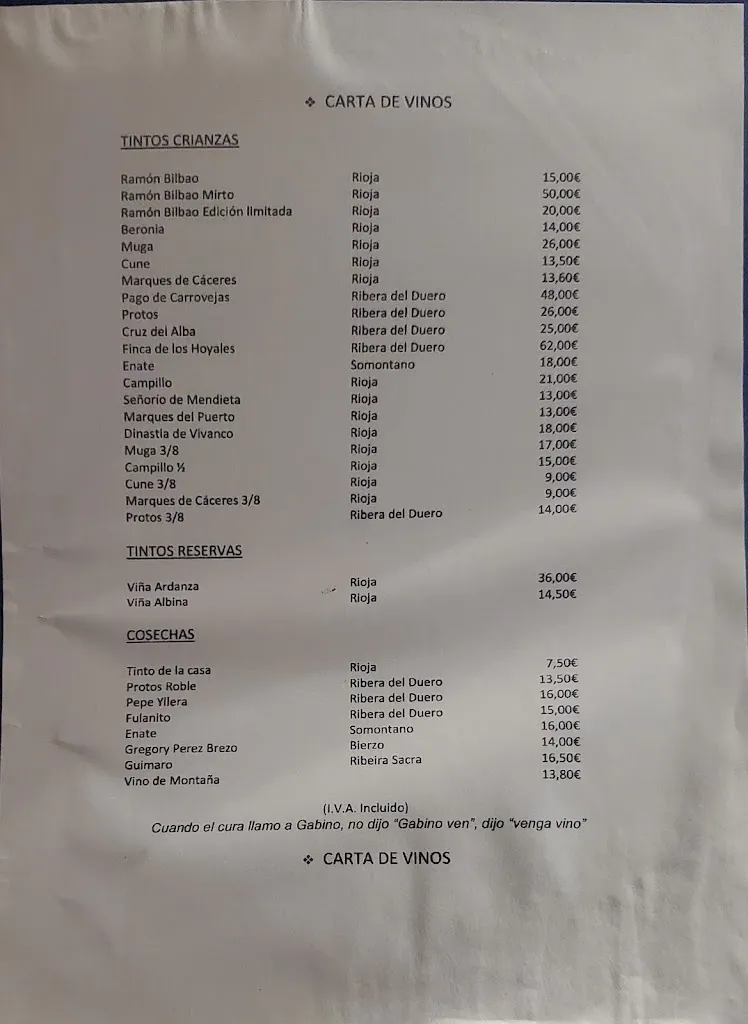 ❖ CARTA DE VINOS
TINTOS CRIANZAS
Ramón Bilbao Rioja 15,00€
Ramón Bilbao Mirto Rioja 50,00€
Ramón Bilbao Edición limitada Rioja 20,00€
Beronia Rioja 14,00€
Muga Rioja 26,00€
Cune Rioja 13,50€
Marques de Cáceres Rioja 13,60€
Pago de Carrovejas Ribera del Duero 48,00€
Protos Ribera del Duero 26,00€
Cruz del Alba Ribera del Duero 25,00€
Finca de los Hoyales Ribera del Duero 62,00€
Enate Somontano 18,00€
Campillo Rioja 21,00€
Señorío de Mendieta Rioja 13,00€
Marques del Puerto Rioja 13,00€
Dinastía de Vivanco Rioja 18,00€
Muga 3/8 Rioja 17,00€
Campillo ½ Rioja 15,00€
Cune 3/8 Rioja 9,00€
Marques de Cáceres 3/8 Rioja 9,00€
Protos 3/8 Ribera del Duero 14,00€
TINTOS RESERVAS
Viña Ardanza Rioja 36,00€
Viña Albina Rioja 14,50€
COSECHAS
Tinto de la casa Rioja 7,50€
Protos Roble Ribera del Duero 13,50€
Pepe Yllera Ribera del Duero 16,00€
Fulanito Ribera del Duero 15,00€
Enate Somontano 16,00€
Gregory Perez Brezo Bierzo 14,00€
Guimaro Ribeira Sacra 16,50€
Vino de Montaña 13,80€
(I.V.A. Incluido)
Cuando el cura llamo a Gabino, no dijo “Gabino ven”, dijo “venga vino”
❖ CARTA DE VINOS